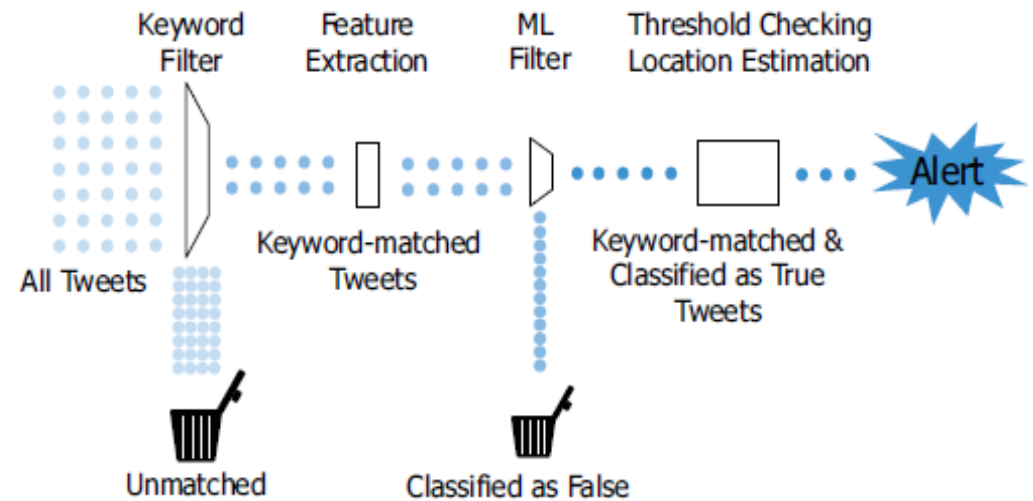 Keyword
Filter
Feature
Extraction
ML
Filter
Threshold Checking
Location Estimation
Alert
All Tweets
Keyword-matched
Tweets
Keyword-matched &
Classified as True
Tweets
Unmatched
Classified as False